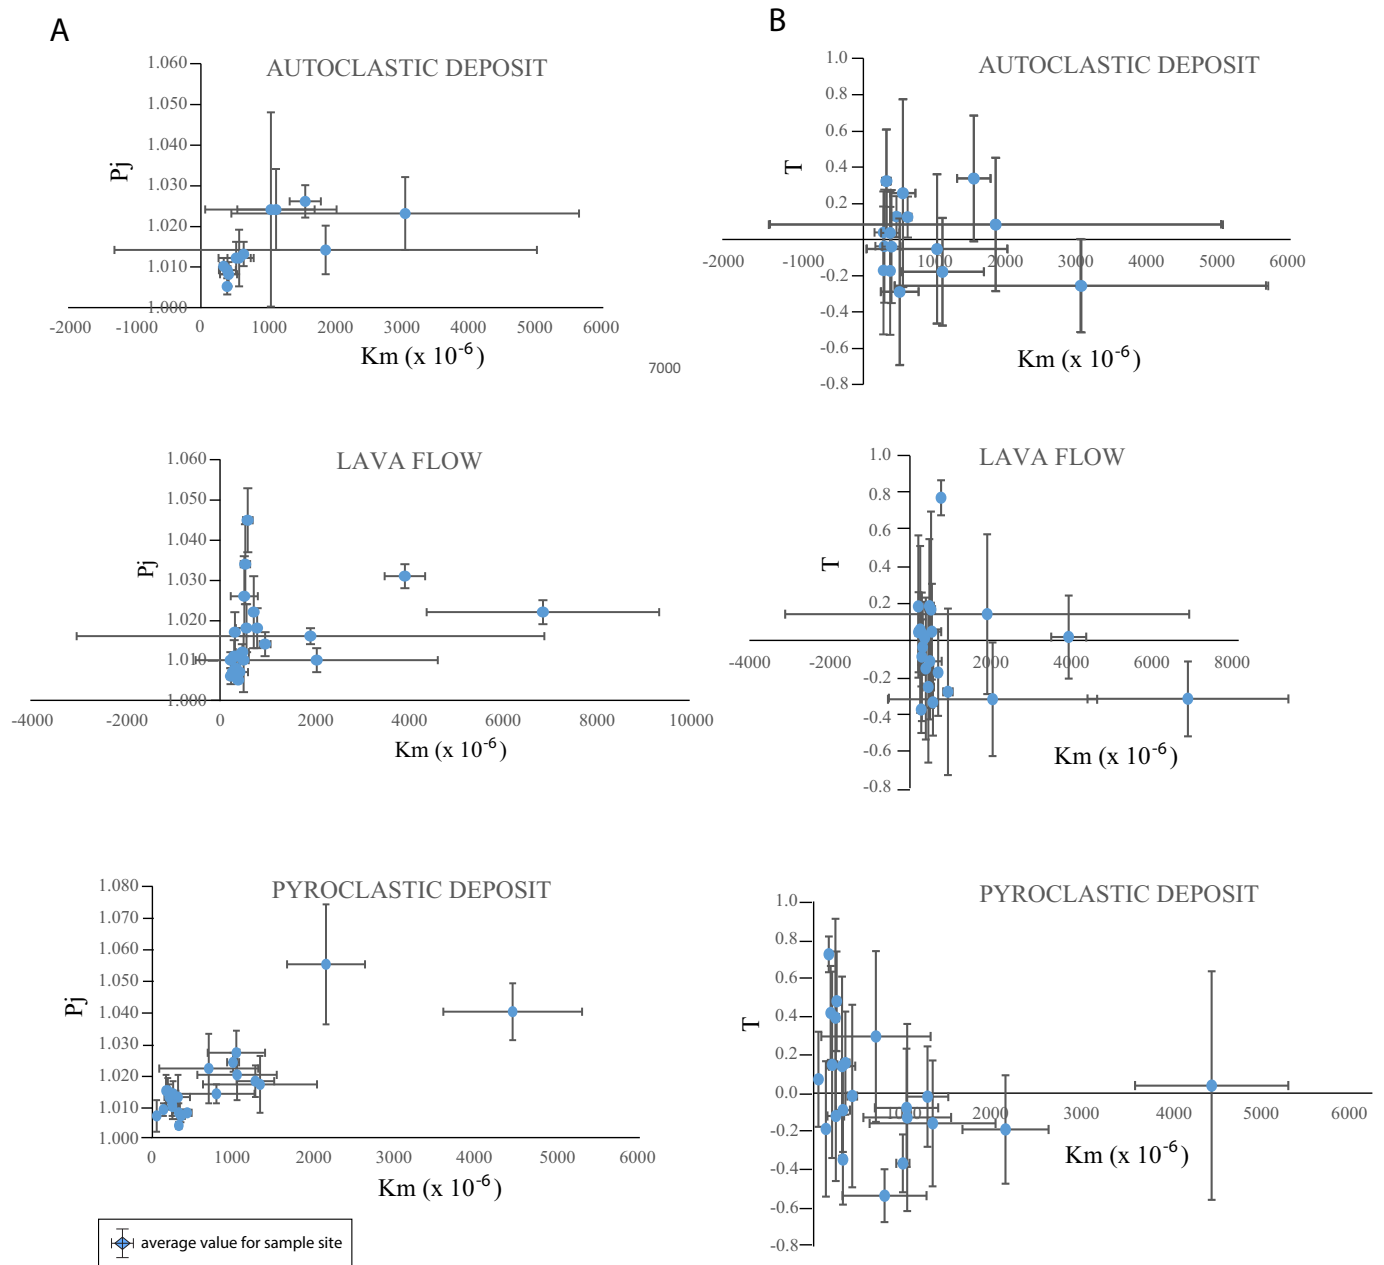 A
B
AUTOCLASTIC DEPOSIT
1.060
1.050
1.040
1.030
1.020
1.010
1.000
Pj
-2000 -1000 0 1000 2000 3000 4000 5000 6000
Km (x 10⁻⁶)
7000
AUTOCLASTIC DEPOSIT
1.0
0.8
0.6
0.4
0.2
-0.2
-0.4
-0.6
-0.8
T
-2000 -1000 1000 2000 3000 4000 5000 6000
Km (x 10⁻⁶)
LAVA FLOW
1.060
1.050
1.040
1.030
1.020
1.010
1.000
Pj
-4000 -2000 0 2000 4000 6000 8000 10000
Km (x 10⁻⁶)
LAVA FLOW
1.0
0.8
0.6
0.4
0.2
-0.2
-0.4
-0.6
-0.8
T
-4000 -2000 2000 4000 6000 8000
Km (x 10⁻⁶)
PYROCLASTIC DEPOSIT
1.080
1.070
1.060
1.050
1.040
1.030
1.020
1.010
1.000
Pj
0 1000 2000 3000 4000 5000 6000
Km (x 10⁻⁶)
PYROCLASTIC DEPOSIT
1.0
0.8
0.6
0.4
0.2
0.0
-0.2
-0.4
-0.6
-0.8
T
1000 2000 3000 4000 5000 6000
Km (x 10⁻⁶)
average value for sample site